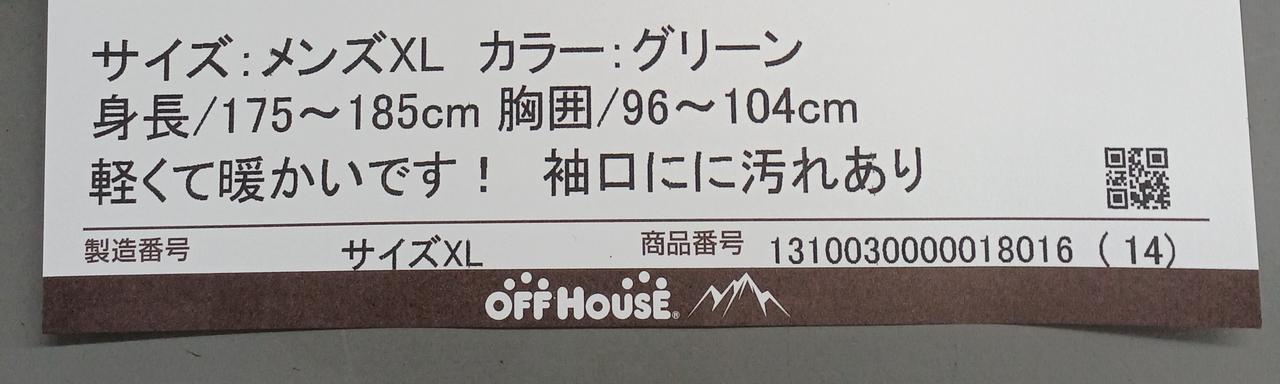 サイズ：メンズXL　カラー：グリーン
身長/175～185cm 胸囲/96～104cm
軽くて暖かいです！　袖口にに汚れあり
製造番号　サイズXL　商品番号　1310030000018016 (14)
OFF HOUSE®